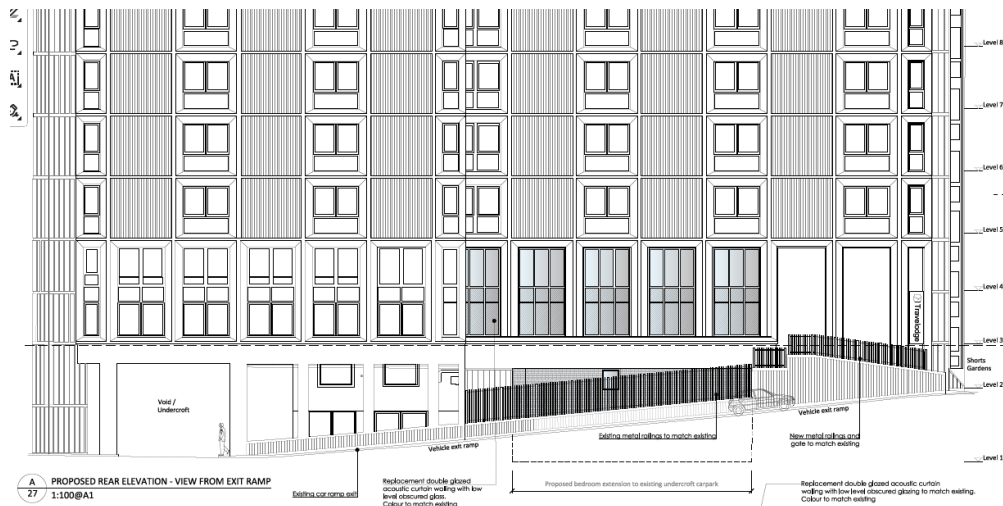 Level 8
Level 7
Level 6
Level 5
Level 4
Travelodge
Level 3
Shorts
Gardens
Level 2
Void /
Undercroft
Vehicle exit ramp
Vehicle exit ramp
Existing metal railings to match existing
New metal railings and
gate to match existing
Level 1
A
27
PROPOSED REAR ELEVATION - VIEW FROM EXIT RAMP
1:100@A1
Existing car ramp exit
Replacement double glazed
acoustic curtain walling with low
level obscured glass.
Colour to match existing
Proposed bedroom extension to existing undercroft carpark
Replacement double glazed acoustic curtain
walling with low level obscured glazing to match existing.
Colour to match existing